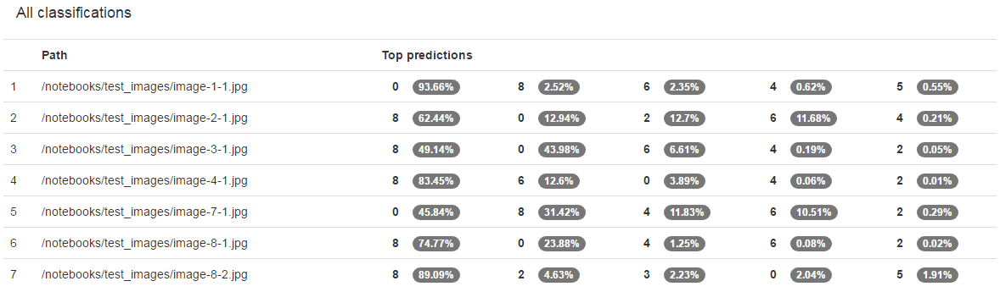 All classifications
Path Top predictions
1 /notebooks/test_images/image-1-1.jpg 0 93.66% 8 2.52% 6 2.35% 4 0.62% 5 0.55%
2 /notebooks/test_images/image-2-1.jpg 8 62.44% 0 12.94% 2 12.7% 6 11.68% 4 0.21%
3 /notebooks/test_images/image-3-1.jpg 8 49.14% 0 43.98% 6 6.61% 4 0.19% 2 0.05%
4 /notebooks/test_images/image-4-1.jpg 8 83.45% 6 12.6% 0 3.89% 4 0.06% 2 0.01%
5 /notebooks/test_images/image-7-1.jpg 0 45.84% 8 31.42% 4 11.83% 6 10.51% 2 0.29%
6 /notebooks/test_images/image-8-1.jpg 8 74.77% 0 23.88% 4 1.25% 6 0.08% 2 0.02%
7 /notebooks/test_images/image-8-2.jpg 8 89.09% 2 4.63% 3 2.23% 0 2.04% 5 1.91%